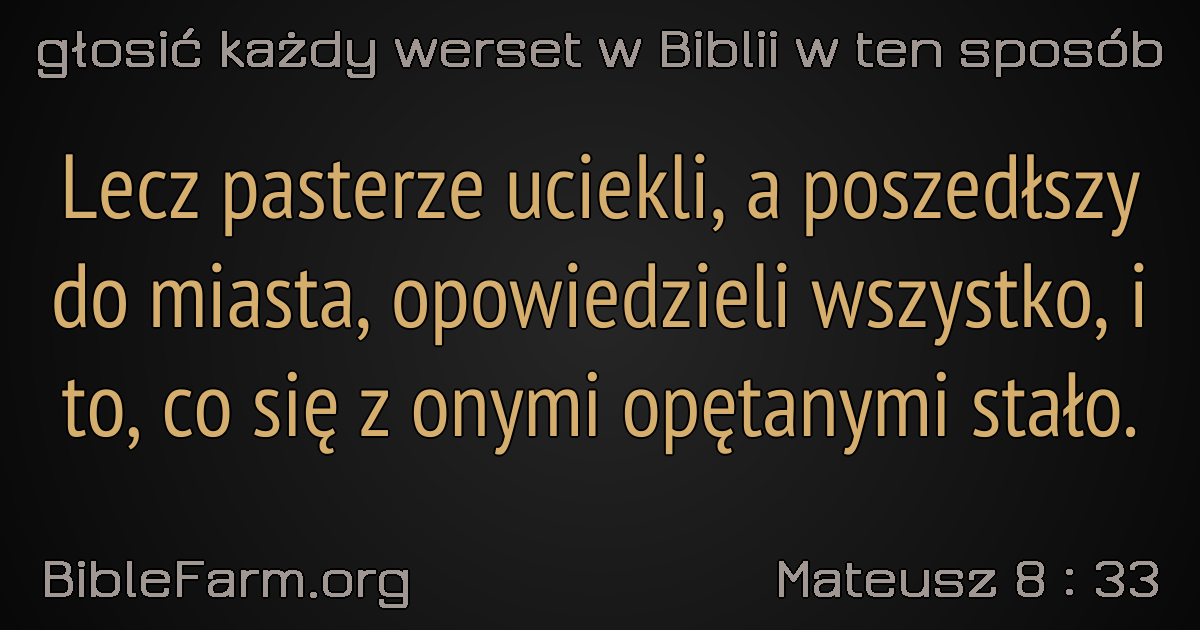 głosić każdy werset w Biblii w ten sposób
Lecz pasterze uciekli, a poszedłszy
do miasta, opowiedzieli wszystko, i
to, co się z onymi opętanymi stało.
BibleFarm.org
Mateusz 8 : 33